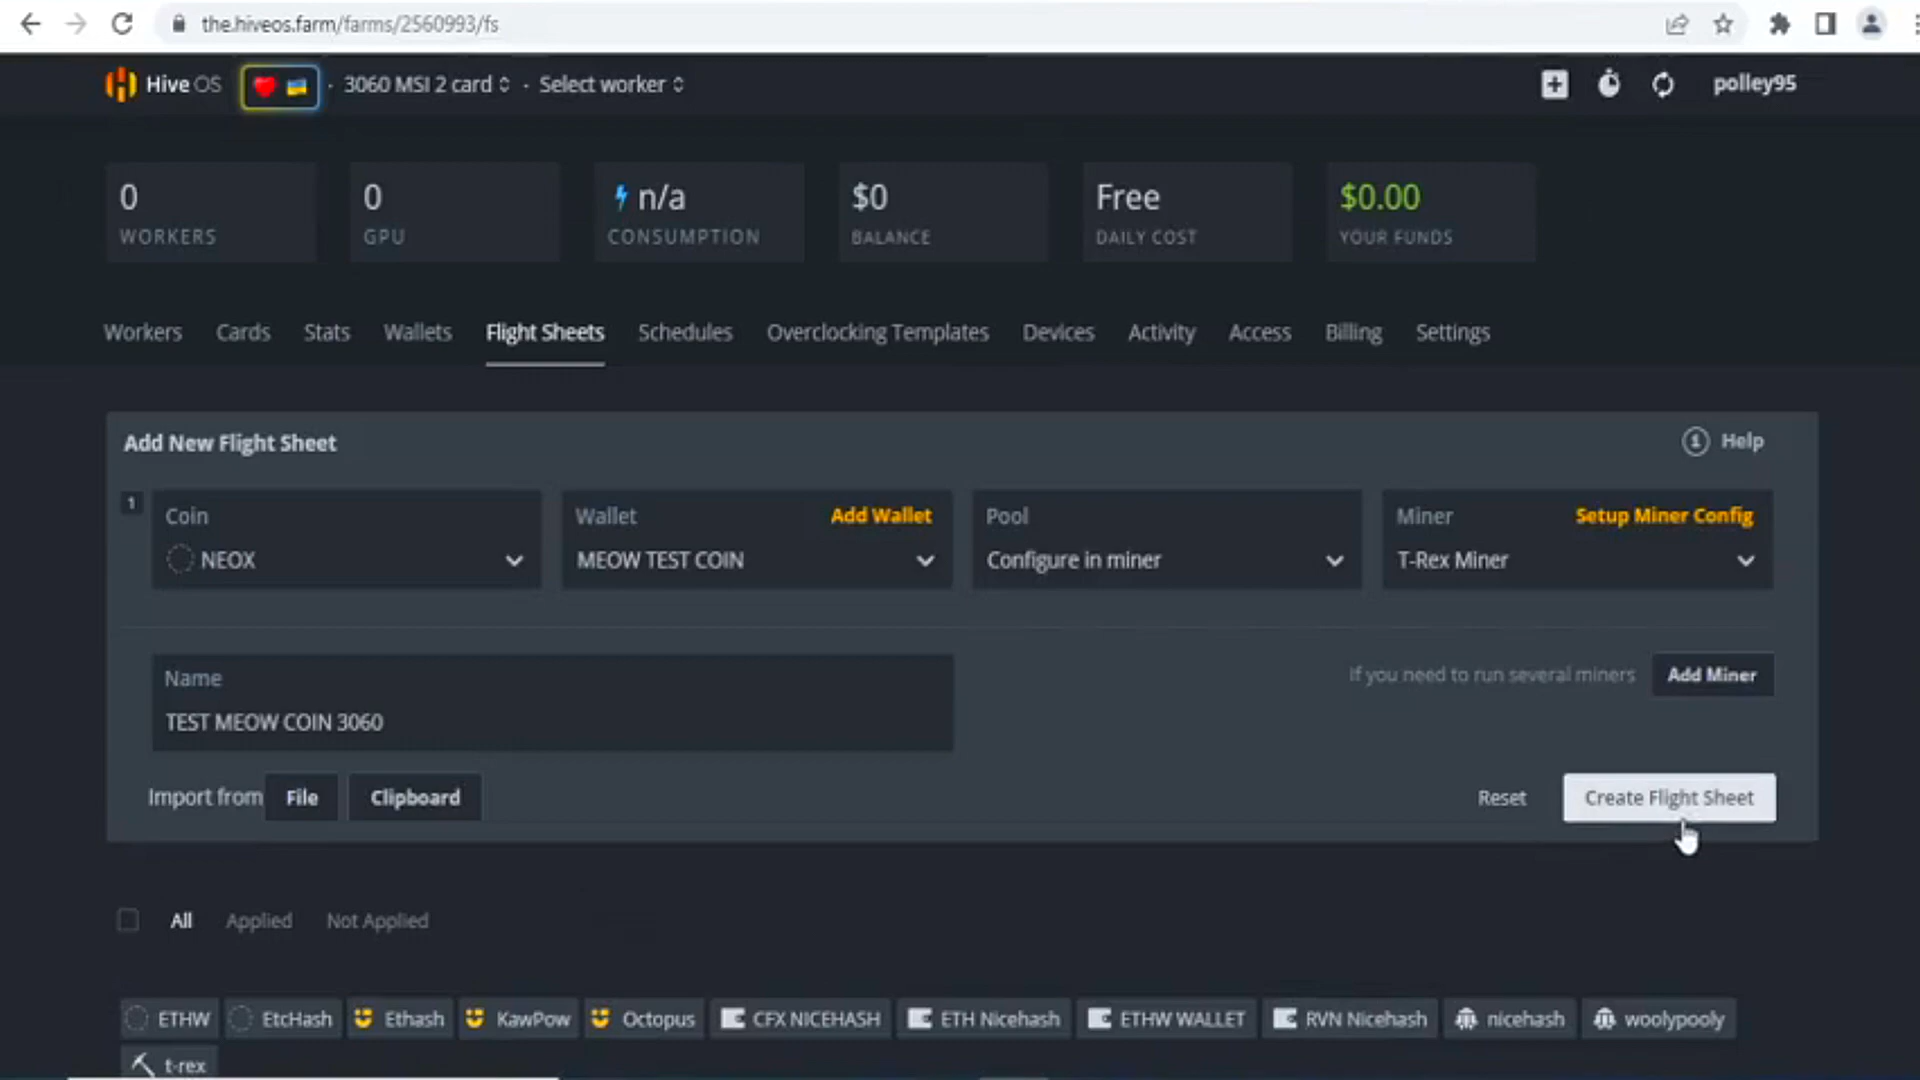 the.hiveos.farm/farms/2560993/fs
Hive OS · 3060 MSI 2 card · Select worker
polley95
0
WORKERS
0
GPU
n/a
CONSUMPTION
$0
BALANCE
Free
DAILY COST
$0.00
YOUR FUNDS
Workers Cards Stats Wallets Flight Sheets Schedules Overclocking Templates Devices Activity Access Billing Settings
Add New Flight Sheet
Help
1
Coin
NEOX
Wallet Add Wallet
MEOW TEST COIN
Pool
Configure in miner
Miner Setup Miner Config
T-Rex Miner
Name
TEST MEOW COIN 3060
If you need to run several miners Add Miner
Import from File Clipboard
Reset Create Flight Sheet
All Applied Not Applied
ETHW EtcHash Ethash KawPow Octopus CFX NICEHASH ETH Nicehash ETHW WALLET RVN Nicehash nicehash woolypooly
t-rex